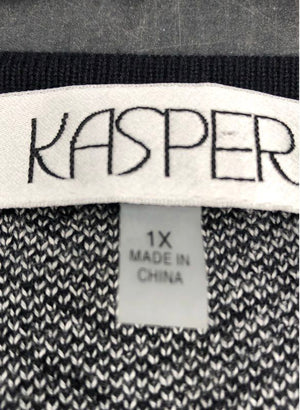 KASPER
1X
MADE IN
CHINA